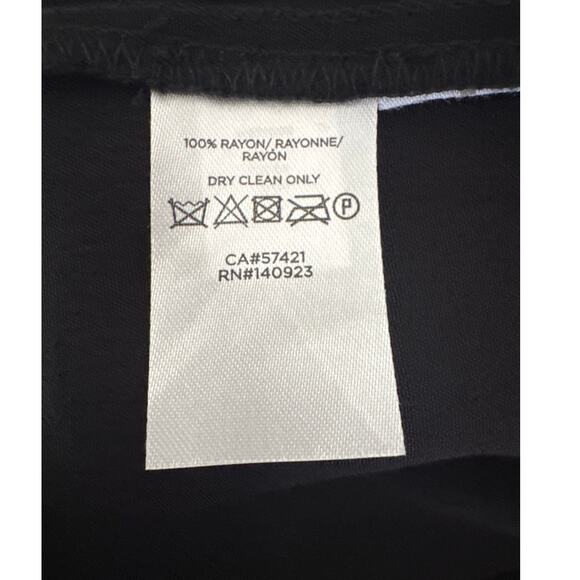 100% RAYON/ RAYONNE/
RAYÓN
DRY CLEAN ONLY
P
CA#57421
RN#140923